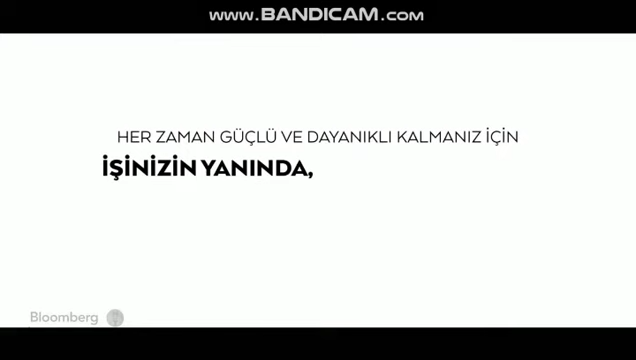 www.BANDICAM.com
HER ZAMAN GÜÇLÜ VE DAYANIKLI KALMANIZ İÇİN
İŞİNİZİN YANINDA,
Bloomberg